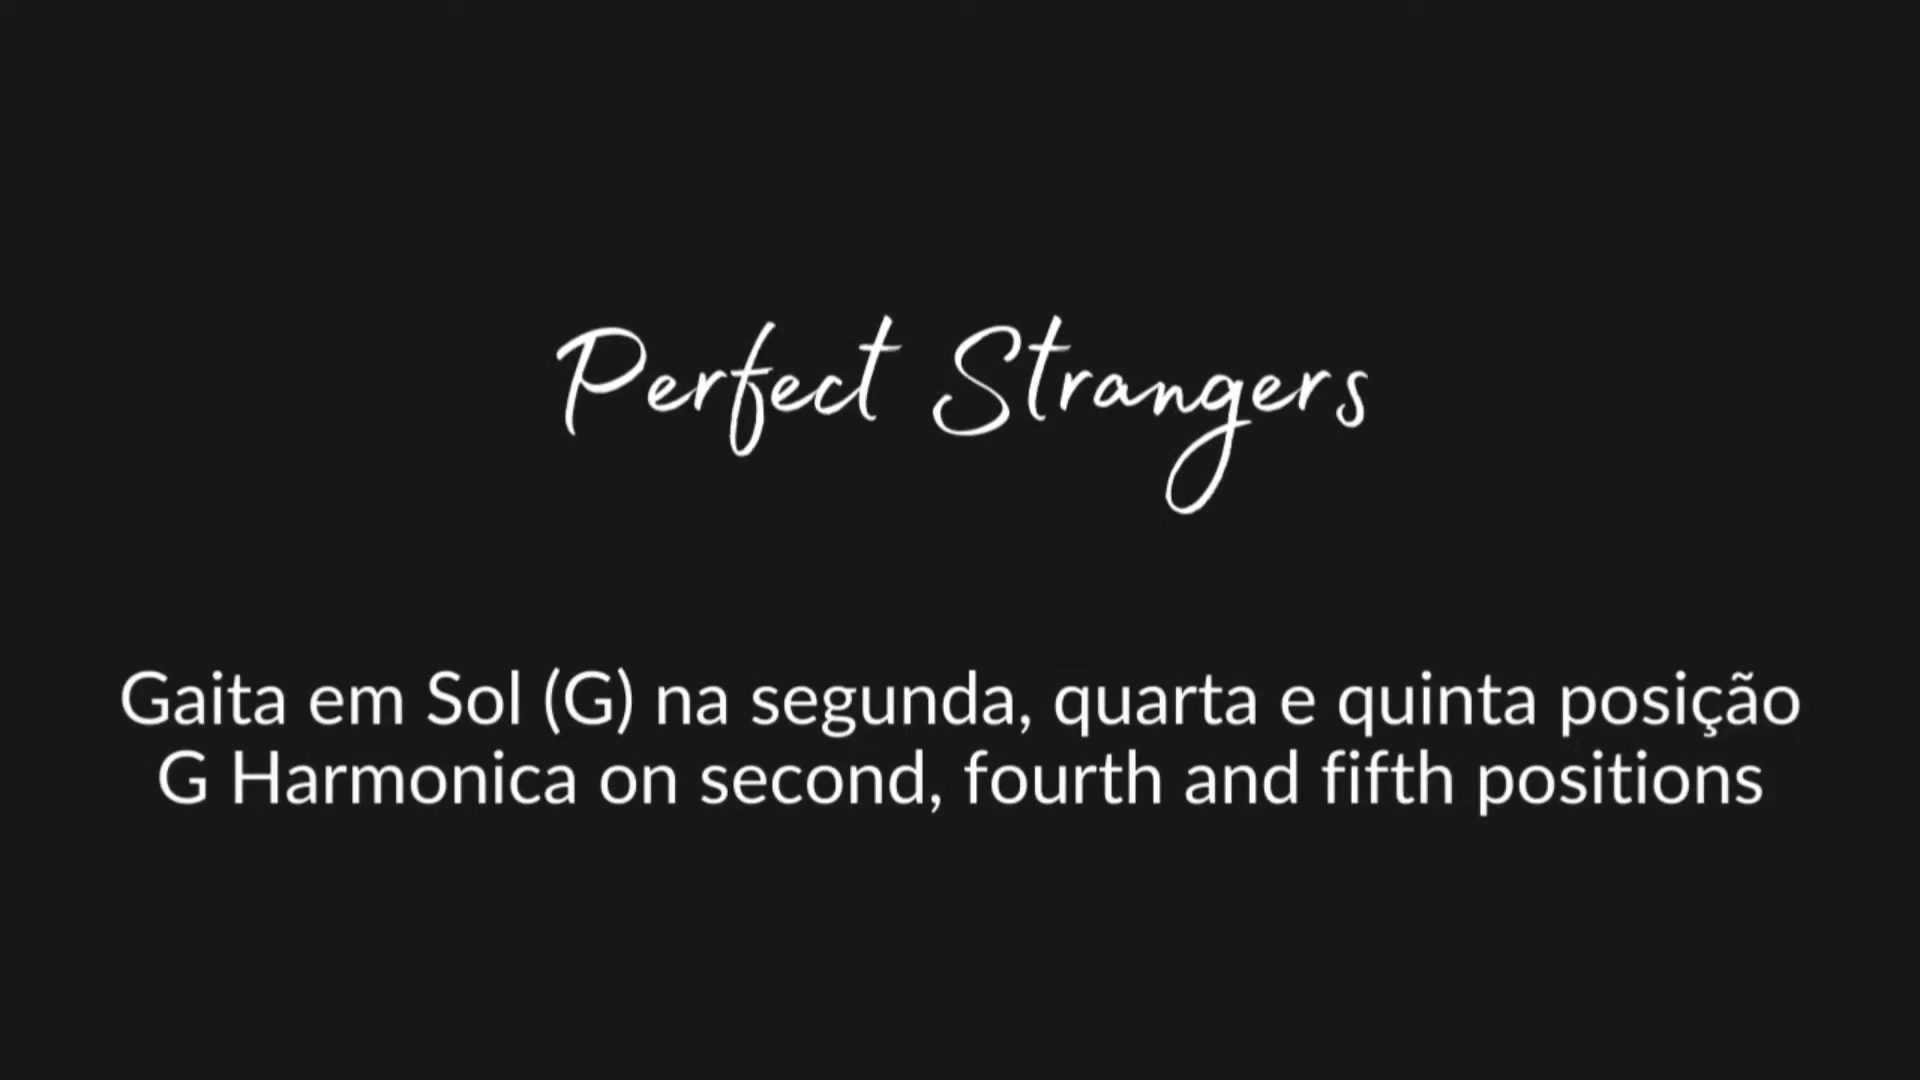 Perfect Strangers
Gaita em Sol (G) na segunda, quarta e quinta posição
G Harmonica on second, fourth and fifth positions